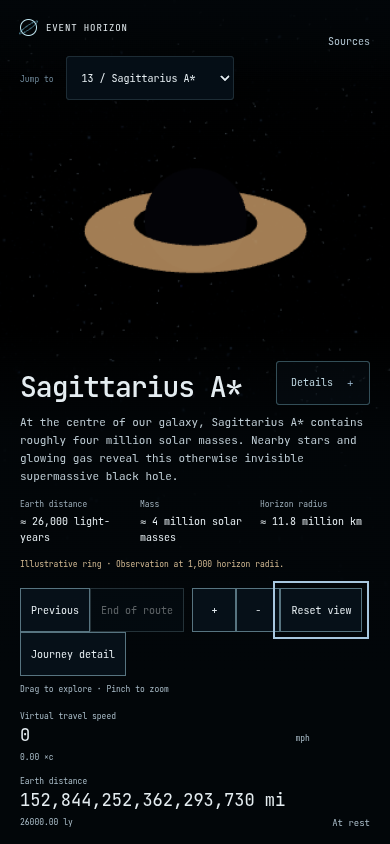 EVENT HORIZON
Sources
Jump to
13 / Sagittarius A*
Sagittarius A*
Details +
At the centre of our galaxy, Sagittarius A* contains
roughly four million solar masses. Nearby stars and
glowing gas reveal this otherwise invisible
supermassive black hole.
Earth distance
Mass
Horizon radius
≈ 26,000 light-
years
≈ 4 million solar
masses
≈ 11.8 million km
Illustrative ring · Observation at 1,000 horizon radii.
Previous
End of route
+
-
Reset view
Journey detail
Drag to explore · Pinch to zoom
Virtual travel speed
0 mph
0.00 ×c
Earth distance
152,844,252,362,293,730 mi
26000.00 ly
At rest